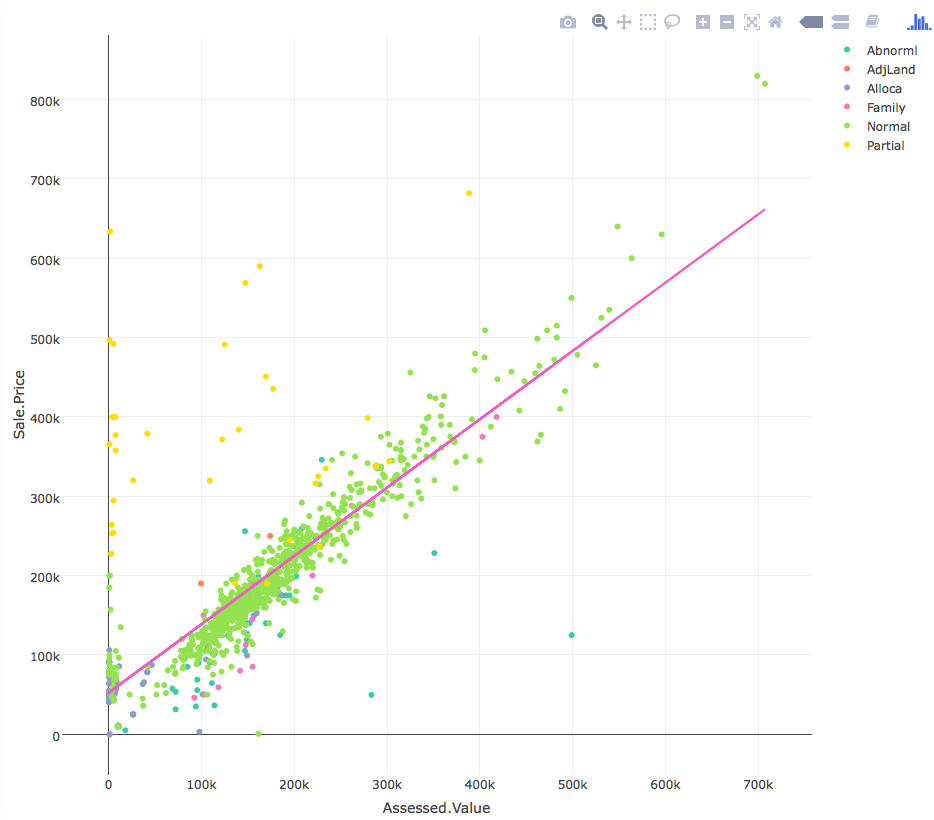 Abnorml
AdjLand
Alloca
Family
Normal
Partial
800k
700k
600k
500k
400k
300k
200k
100k
0
Sale.Price
0 100k 200k 300k 400k 500k 600k 700k
Assessed.Value